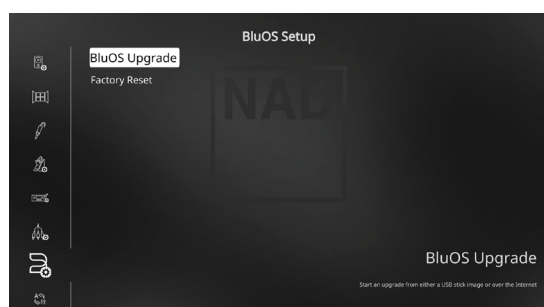 BluOS Setup
BluOS Upgrade
Factory Reset
NAD
BluOS Upgrade
Start an upgrade from either a USB stick image or over the Internet